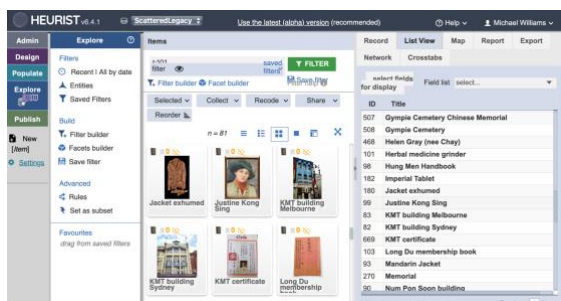 HEURIST v6.4.1 ScatteredLegacy Use the latest (alpha) version (recommended) Help Michael Williams
Admin
Design
Populate
Explore
Publish
New
[Item]
Settings
Explore
Filters
Recent | All by date
Entities
Saved Filters
Build
Filter builder
Facets builder
Save filter
Advanced
Rules
Set as subset
Favourites
drag from saved filters
Items
filter
saved
filters
FILTER
Filter builder Facet builder Save filter
Selected Collect Recode Share
Reorder
n = 81
Jacket exhumed
Justine Kong
Sing
KMT building
Melbourne
KMT building
Sydney
KMT certificate
Long Du
membership
book
Record List View Map Report Export
Network Crosstabs
select fields
for display
Field list select...
ID Title
507 Gympie Cemetery Chinese Memorial
508 Gympie Cemetery
468 Helen Gray (nee Chay)
101 Herbal medicine grinder
98 Hung Men Handbook
182 Imperial Tablet
180 Jacket exhumed
99 Justine Kong Sing
83 KMT building Melbourne
82 KMT building Sydney
669 KMT certificate
103 Long Du membership book
93 Mandarin Jacket
270 Memorial
90 Num Pon Soon building